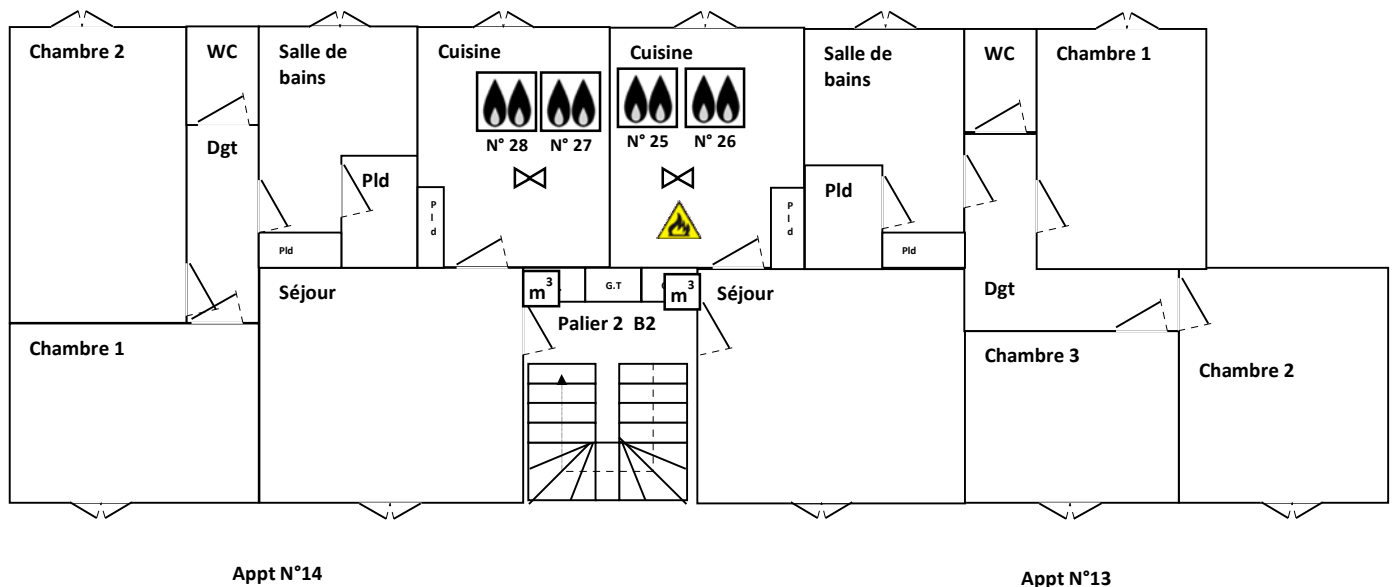 Chambre 2
WC
Salle de
bains
Cuisine
Cuisine
Salle de
bains
WC
Chambre 1
N° 28
N° 27
N° 25
N° 26
Dgt
Pld
Pld
Pld
Pld
Pld
Pld
Séjour
m³
G.T
m³
Séjour
Dgt
Palier 2 B2
Chambre 1
Chambre 3
Chambre 2
Appt N°14
Appt N°13